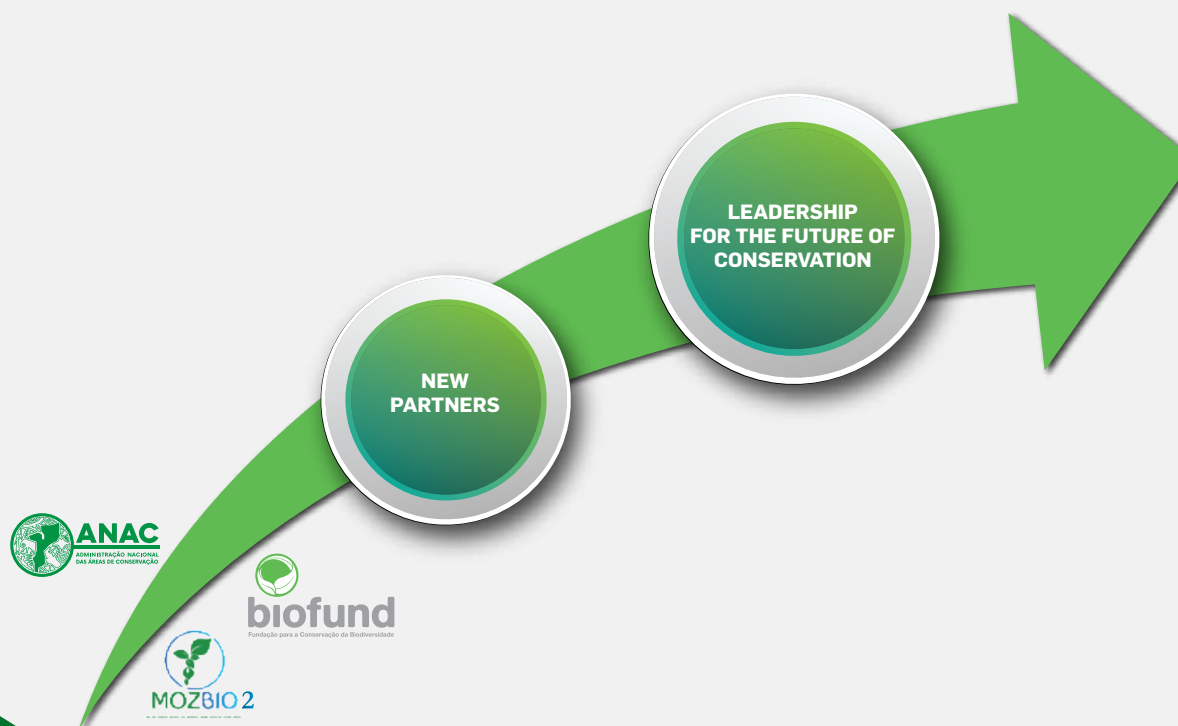 LEADERSHIP
FOR THE FUTURE OF
CONSERVATION
NEW
PARTNERS
ANAC
ADMINISTRAÇÃO NACIONAL
DAS ÁREAS DE CONSERVAÇÃO
biofund
Fundação para a Conservação da Biodiversidade
MOZBIO 2